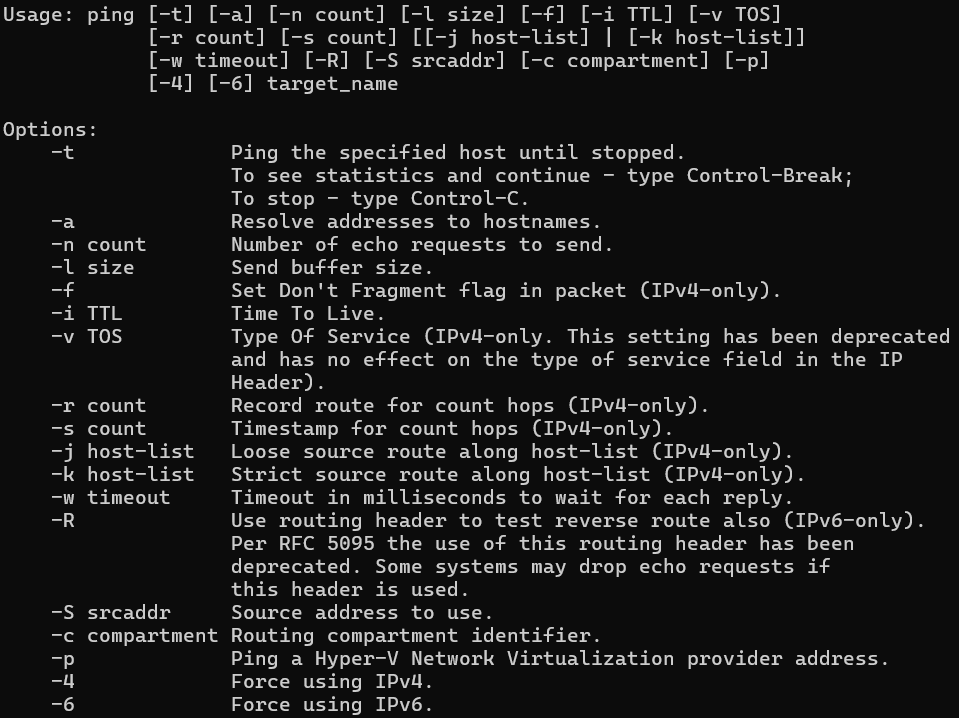 Usage: ping [-t] [-a] [-n count] [-l size] [-f] [-i TTL] [-v TOS]
            [-r count] [-s count] [[-j host-list] | [-k host-list]]
            [-w timeout] [-R] [-S srcaddr] [-c compartment] [-p]
            [-4] [-6] target_name

Options:
    -t             Ping the specified host until stopped.
                   To see statistics and continue - type Control-Break;
                   To stop - type Control-C.
    -a             Resolve addresses to hostnames.
    -n count       Number of echo requests to send.
    -l size        Send buffer size.
    -f             Set Don't Fragment flag in packet (IPv4-only).
    -i TTL         Time To Live.
    -v TOS         Type Of Service (IPv4-only. This setting has been deprecated
                   and has no effect on the type of service field in the IP
                   Header).
    -r count       Record route for count hops (IPv4-only).
    -s count       Timestamp for count hops (IPv4-only).
    -j host-list   Loose source route along host-list (IPv4-only).
    -k host-list   Strict source route along host-list (IPv4-only).
    -w timeout     Timeout in milliseconds to wait for each reply.
    -R             Use routing header to test reverse route also (IPv6-only).
                   Per RFC 5095 the use of this routing header has been
                   deprecated. Some systems may drop echo requests if
                   this header is used.
    -S srcaddr     Source address to use.
    -c compartment Routing compartment identifier.
    -p             Ping a Hyper-V Network Virtualization provider address.
    -4             Force using IPv4.
    -6             Force using IPv6.